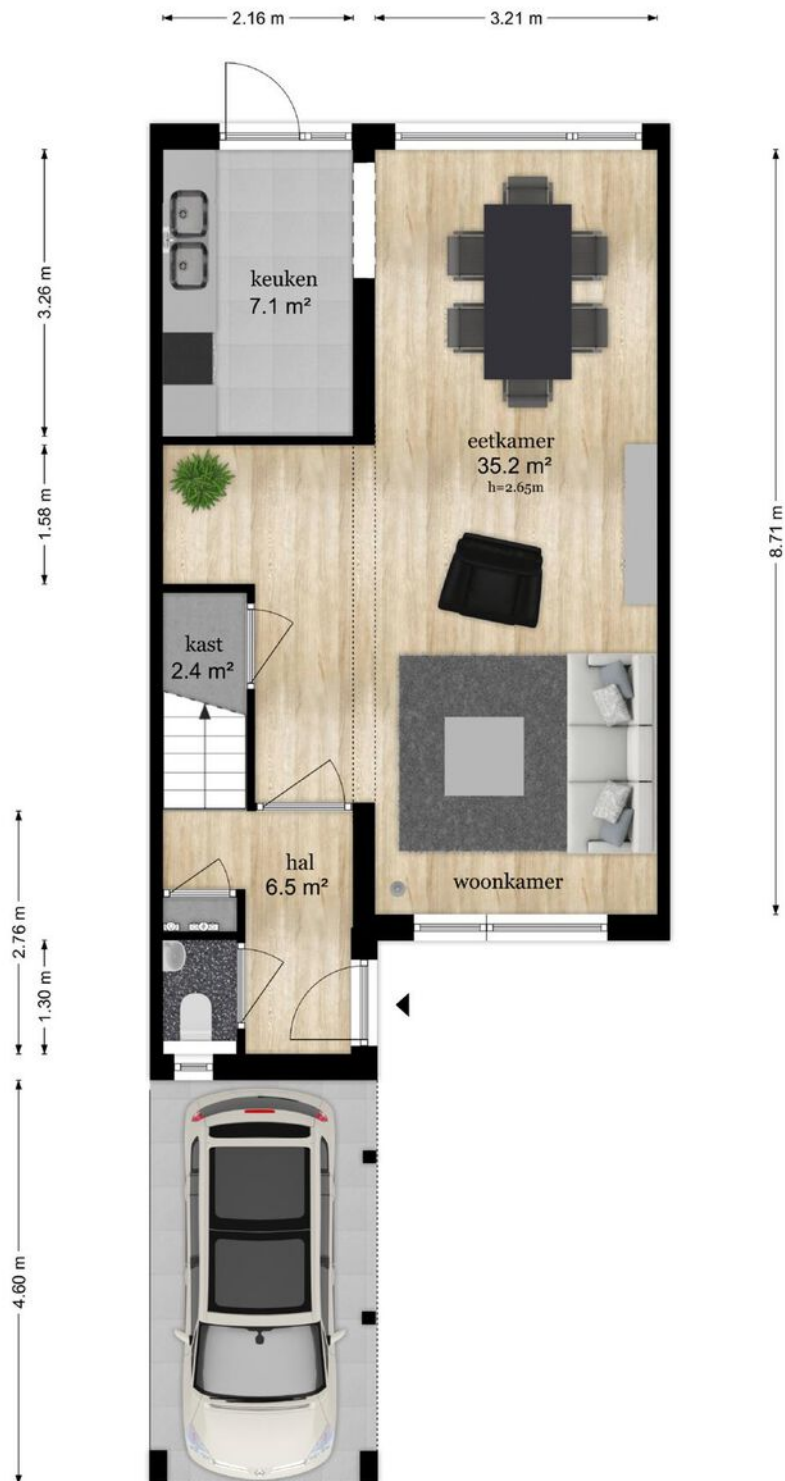 2.16 m
3.21 m
3.26 m
keuken
7.1 m²
eetkamer
35.2 m²
h=2.65m
1.58 m
8.71 m
kast
2.4 m²
hal
6.5 m²
woonkamer
2.76 m
1.30 m
4.60 m